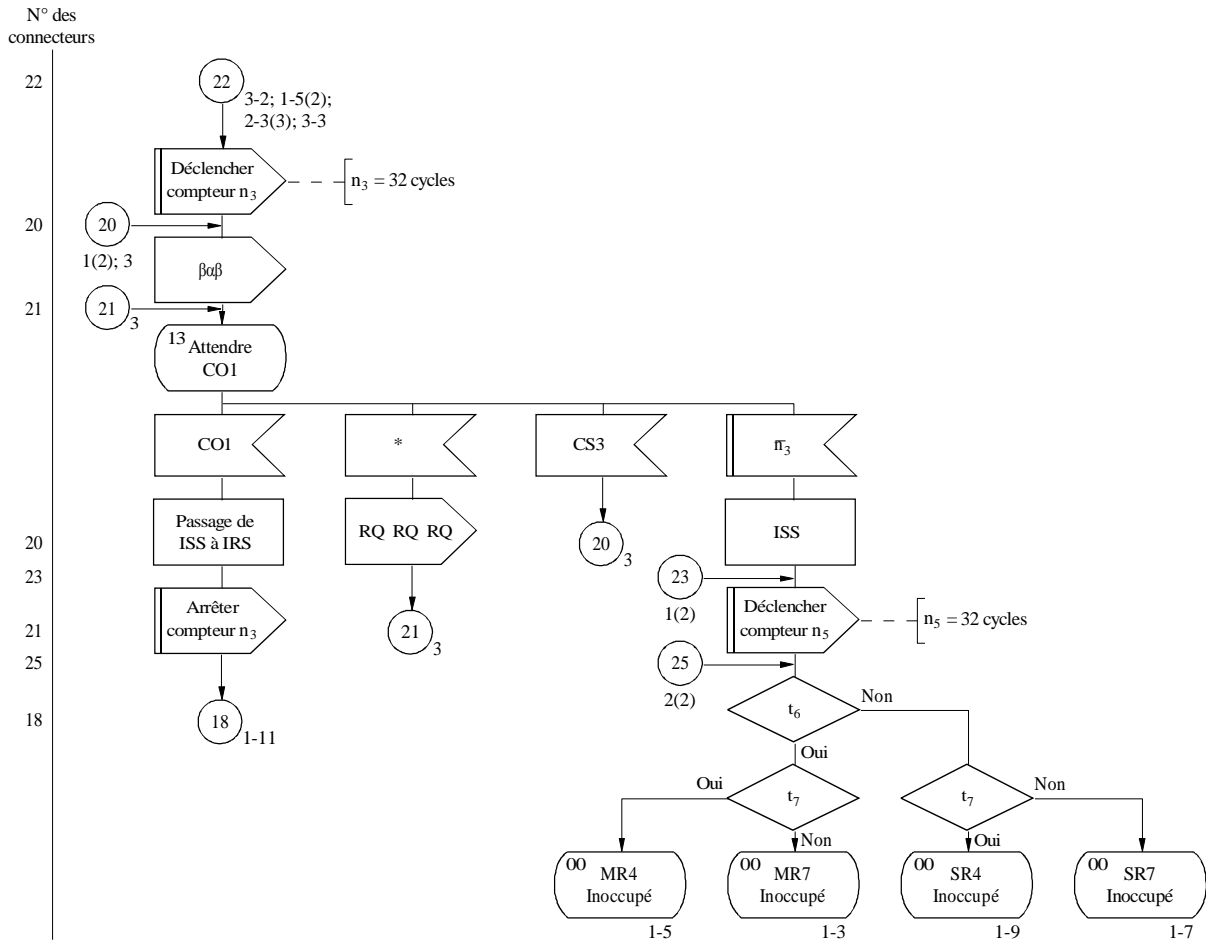 N° des
connecteurs
22
22
3-2; 1-5(2);
2-3(3); 3-3
Déclencher
compteur n3
n3 = 32 cycles
20
20
1(2); 3
βαβ
21
21
3
13
Attendre
CO1
CO1
*
CS3
n̅3
Passage de
ISS à IRS
RQ RQ RQ
20
3
ISS
20
23
23
1(2)
Arrêter
compteur n3
21
3
Déclencher
compteur n5
n5 = 32 cycles
21
25
25
2(2)
18
18
1-11
t6
Non
Oui
Oui
t7
t7
Non
Non
Oui
00
MR4
Inoccupé
1-5
00
MR7
Inoccupé
1-3
00
SR4
Inoccupé
1-9
00
SR7
Inoccupé
1-7